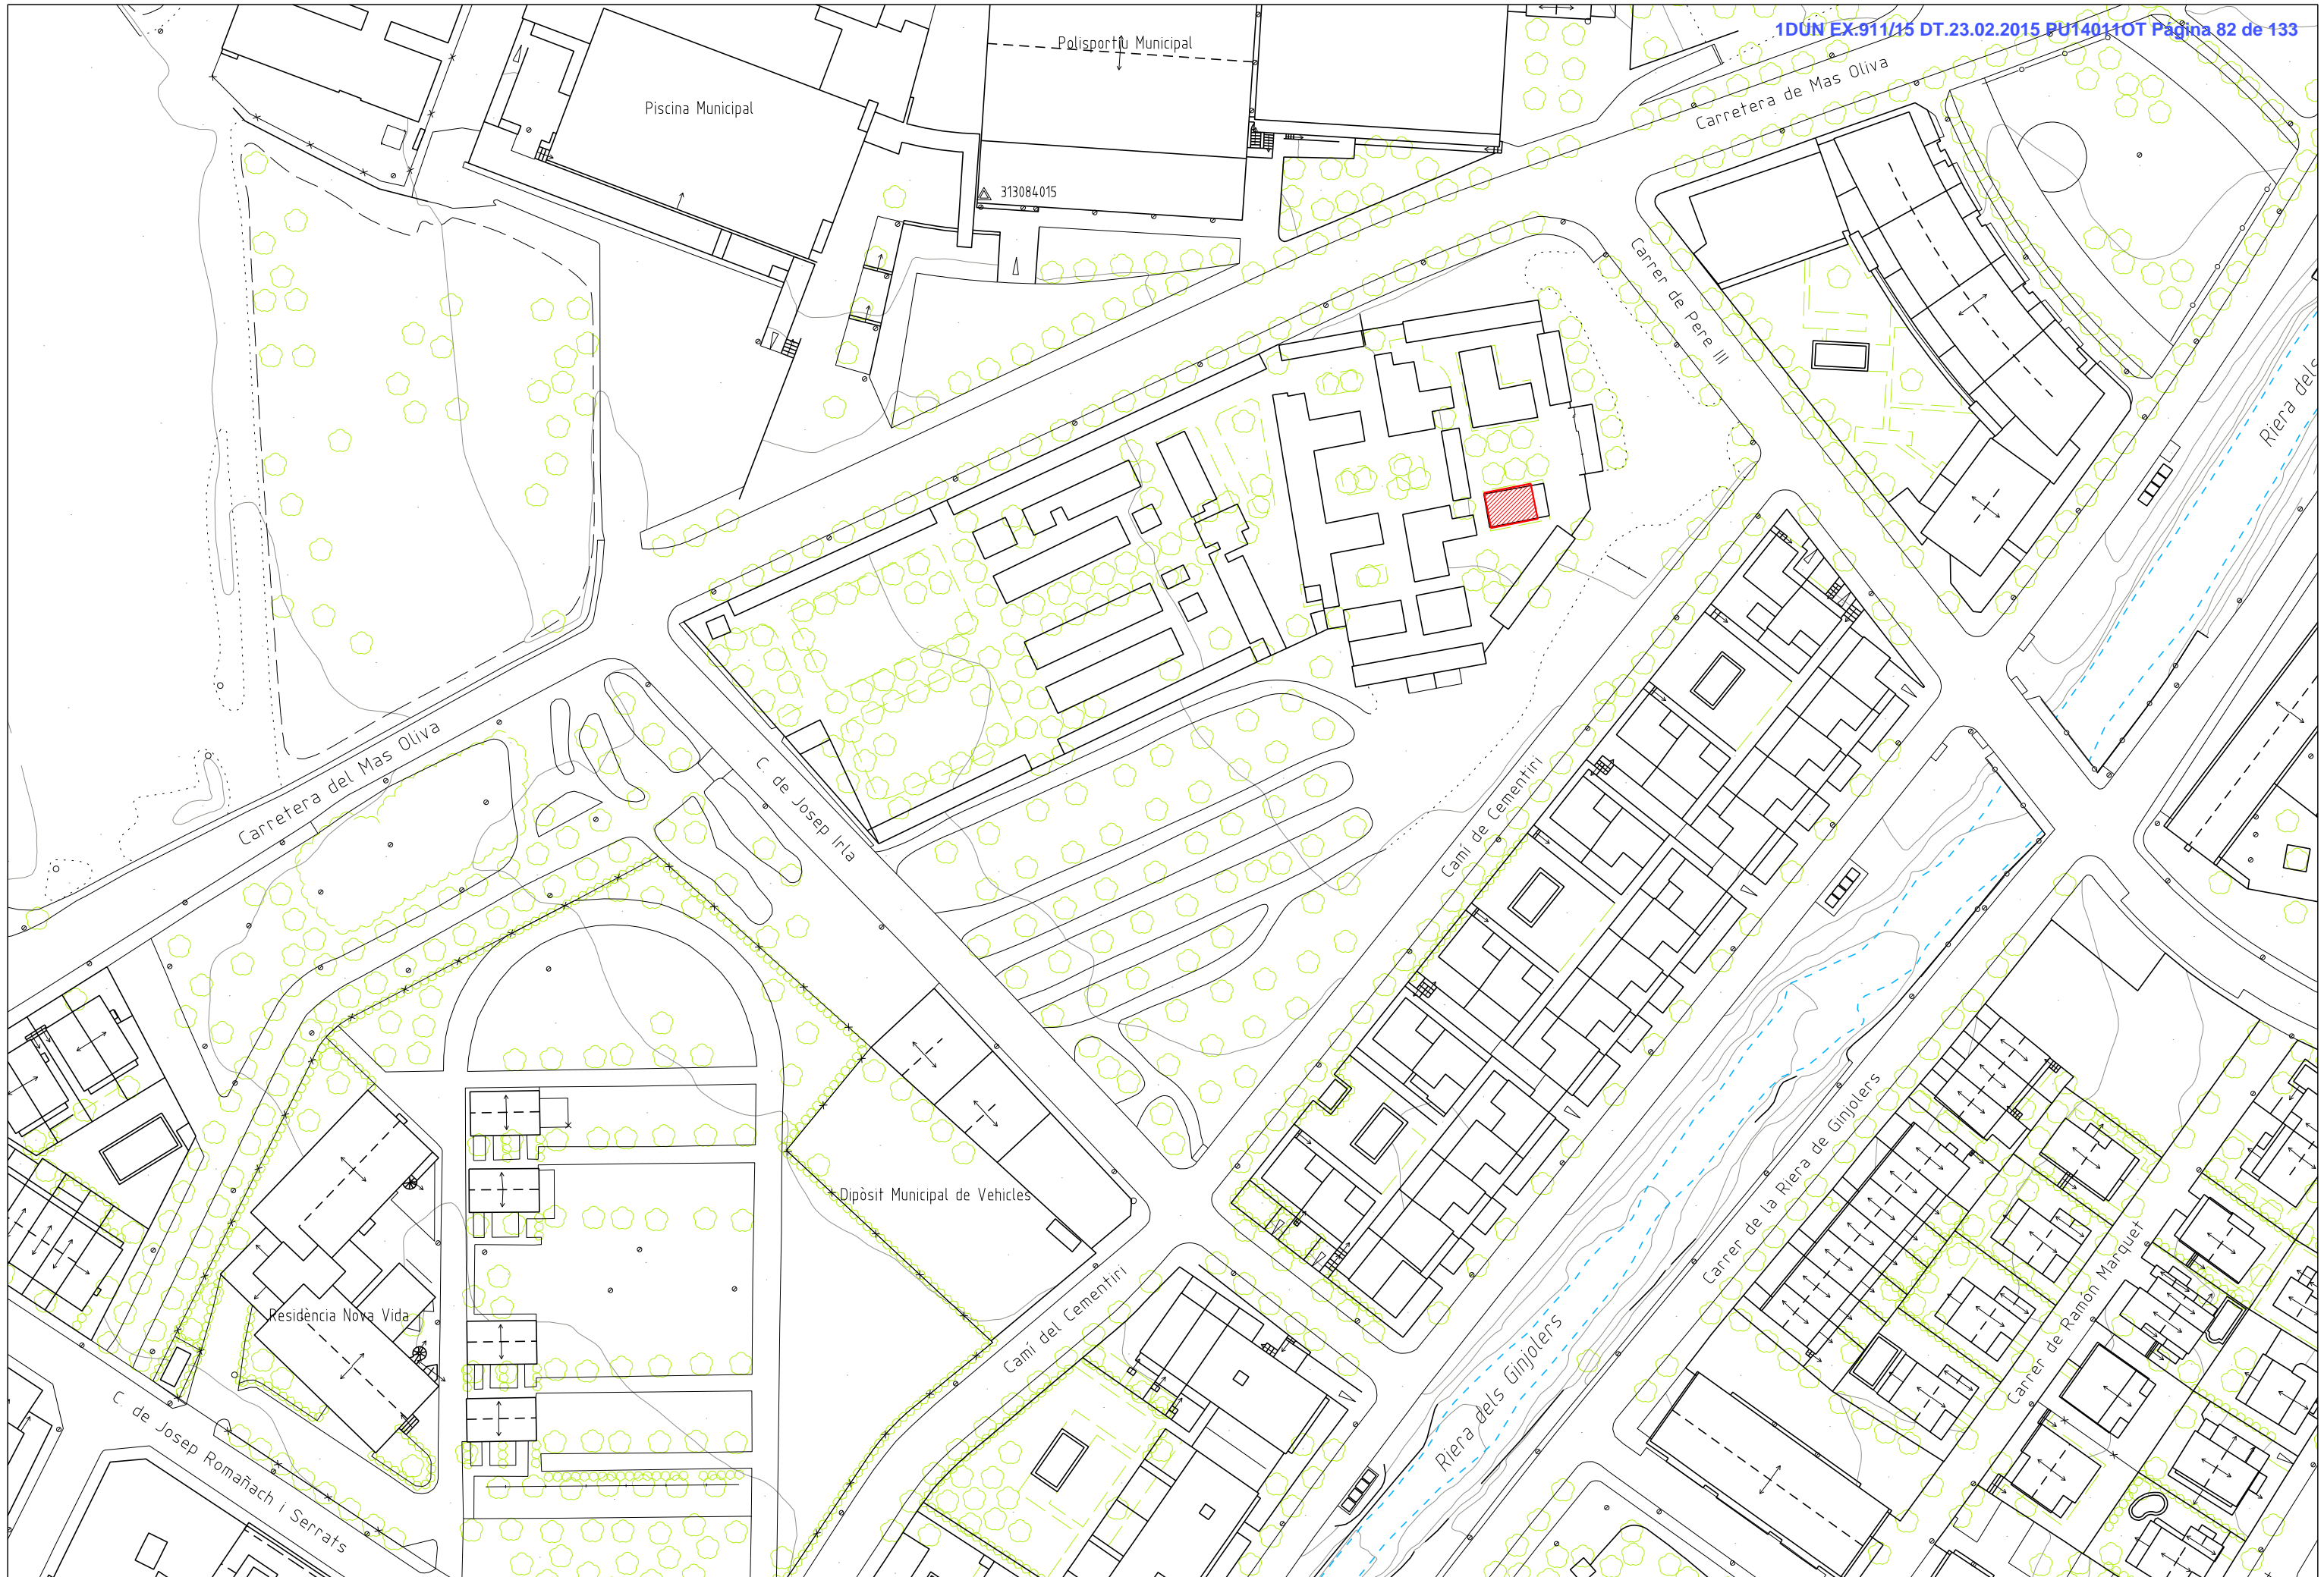 1DUN EX.911/15 DT.23.02.2015 PU14011OT Página 82 de 133
Polisportiu Municipal
Piscina Municipal
Carretera de Mas Oliva
313084015
Carrer de Pere III
Riera dels
Carretera del Mas Oliva
C. de Josep Irla
Camí de Cementiri
Dipòsit Municipal de Vehicles
Carrer de la Riera de Ginjolers
Carrer de Ramón Marquet
Camí del Cementiri
Residència Nova Vida
Riera dels Ginjolers
C. de Josep Romañach i Serrats